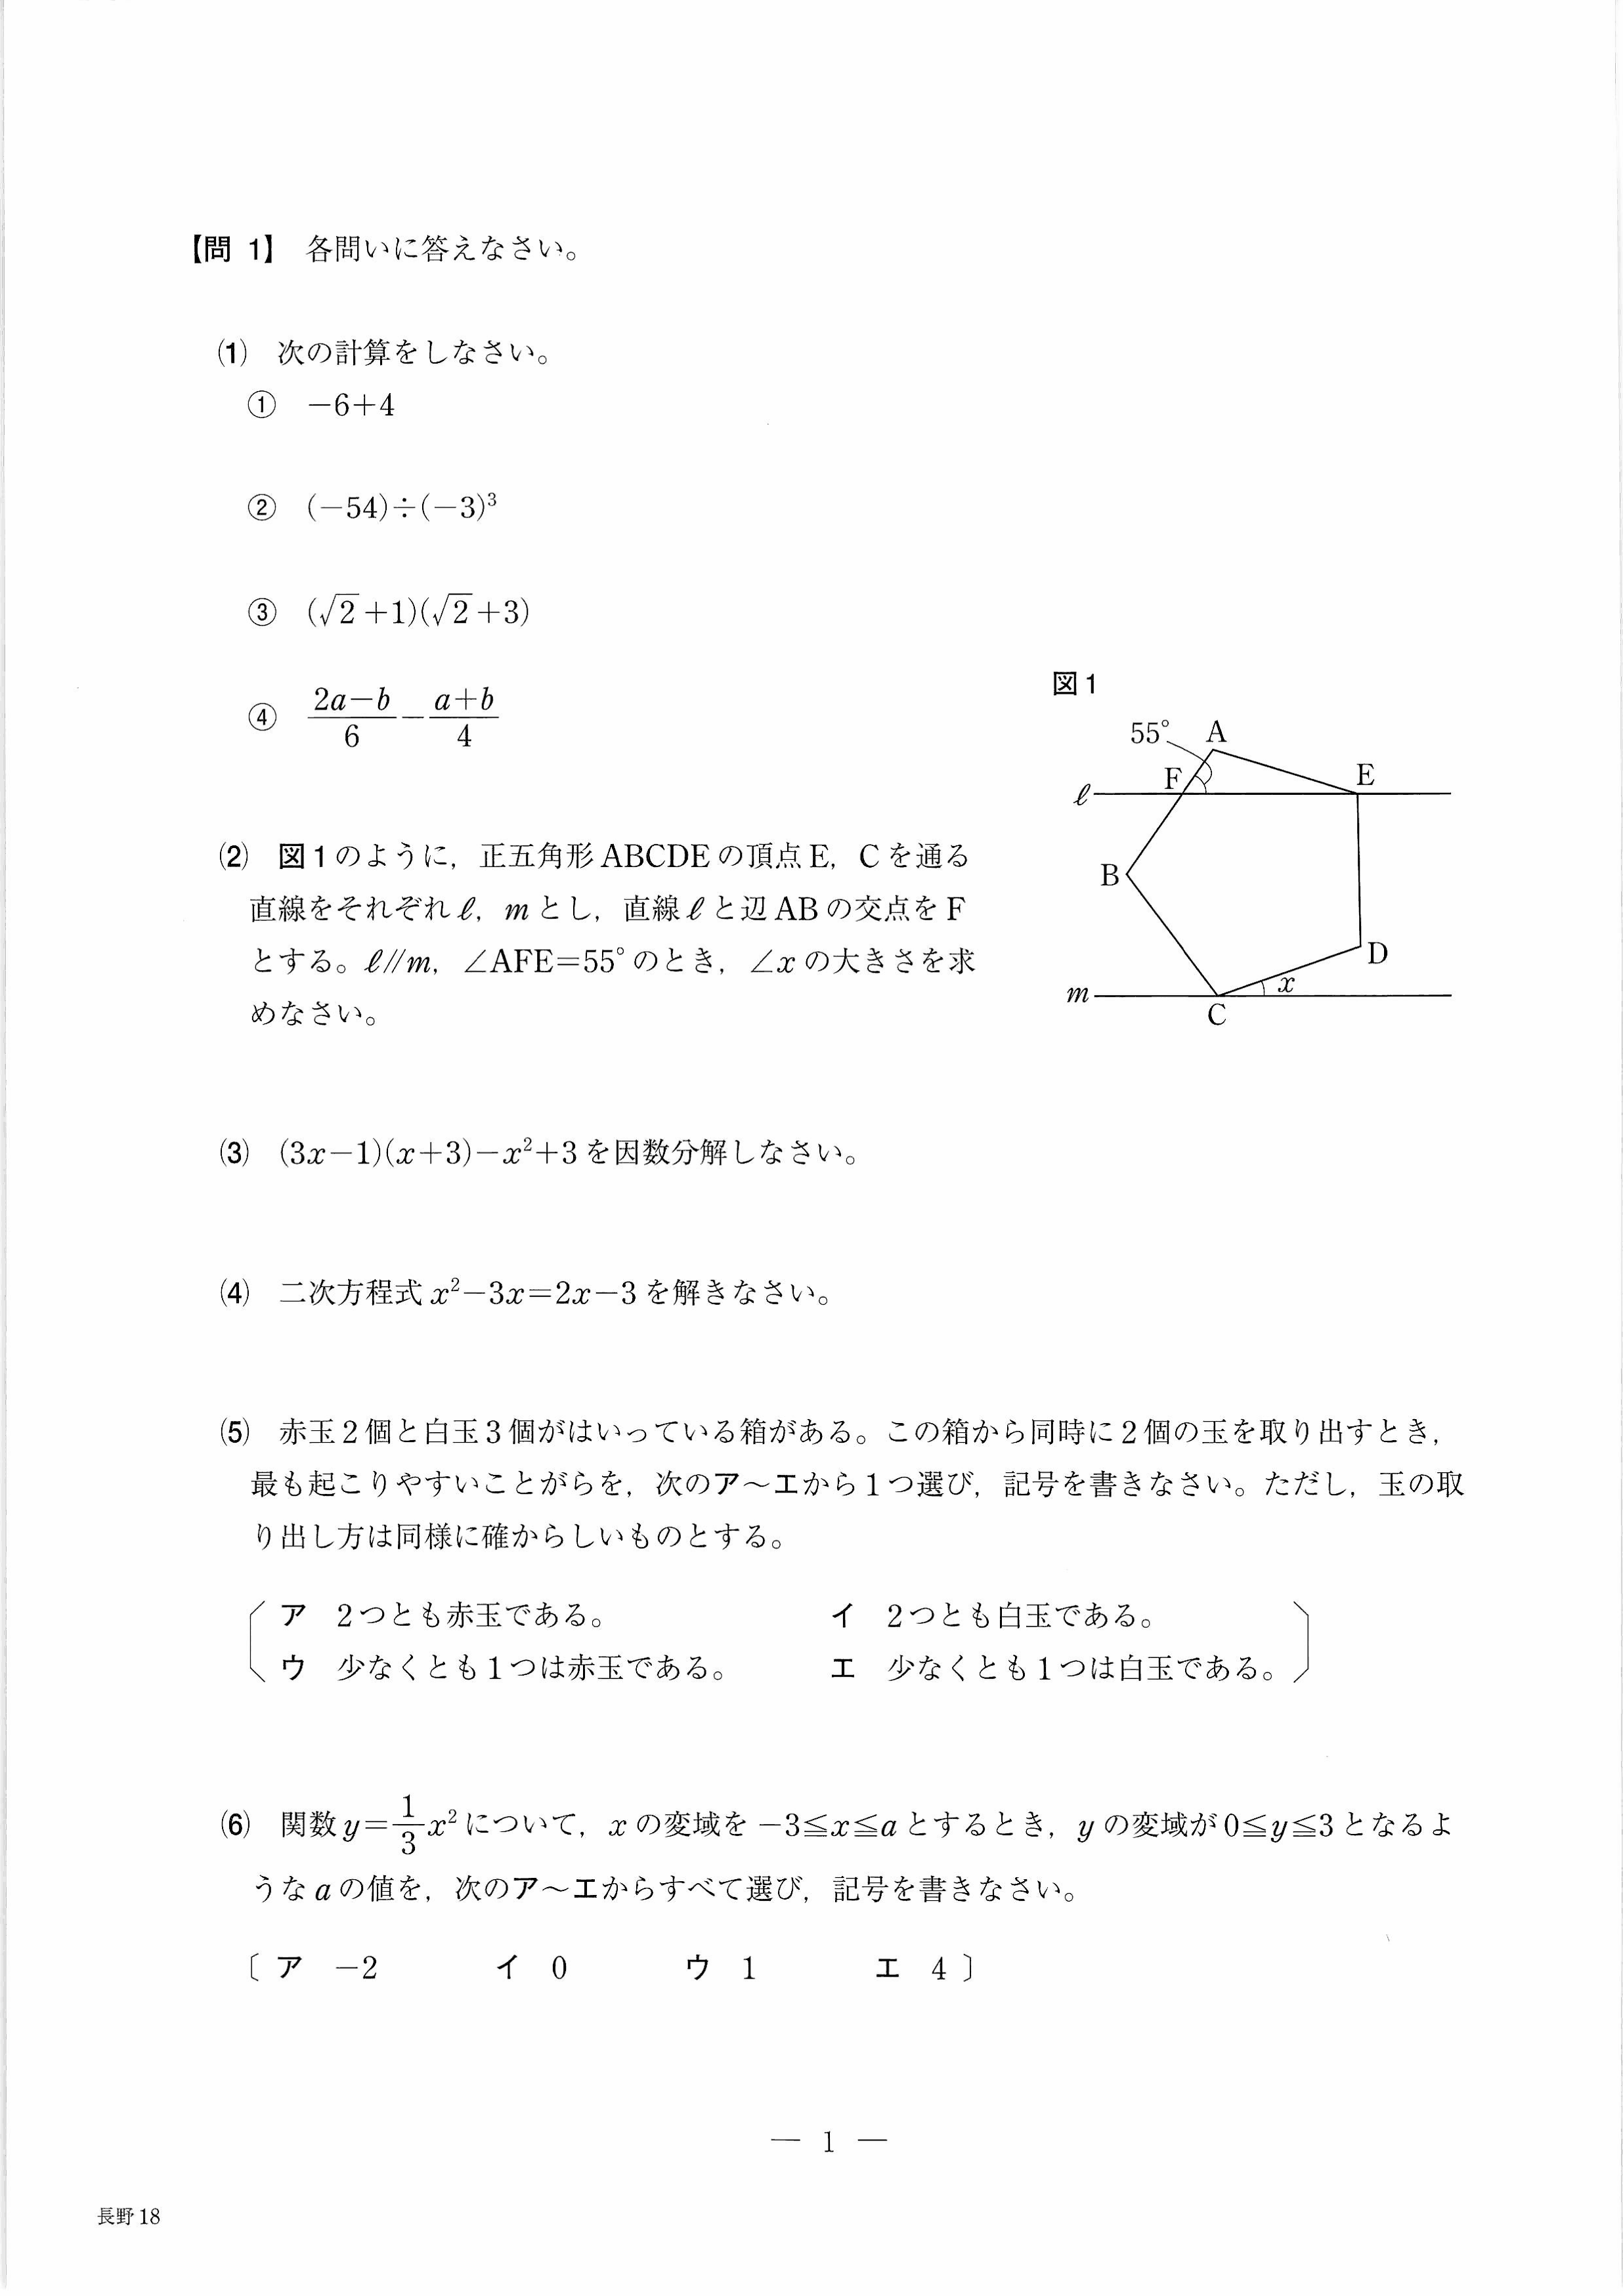 【問 1】 各問いに答えなさい。
(1) 次の計算をしなさい。
① −6+4
② (−54)÷(−3)³
③ (√2+1)(√2+3)
④ (2a−b)/6 − (a+b)/4
図1
55° A
F E
ℓ
B
D
x
m
C
(2) 図1のように，正五角形ABCDEの頂点E，Cを通る
直線をそれぞれℓ，mとし，直線ℓと辺ABの交点をF
とする。ℓ//m，∠AFE=55°のとき，∠xの大きさを求
めなさい。
(3) (3x−1)(x+3)−x²+3を因数分解しなさい。
(4) 二次方程式x²−3x=2x−3を解きなさい。
(5) 赤玉2個と白玉3個がはいっている箱がある。この箱から同時に2個の玉を取り出すとき，
最も起こりやすいことがらを，次のア～エから1つ選び，記号を書きなさい。ただし，玉の取
り出し方は同様に確からしいものとする。
ア 2つとも赤玉である。 イ 2つとも白玉である。
ウ 少なくとも1つは赤玉である。 エ 少なくとも1つは白玉である。
(6) 関数y=1/3x²について，xの変域を−3≦x≦aとするとき，yの変域が0≦y≦3となるよ
うなaの値を，次のア～エからすべて選び，記号を書きなさい。
〔 ア −2 イ 0 ウ 1 エ 4 〕
— 1 —
長野18